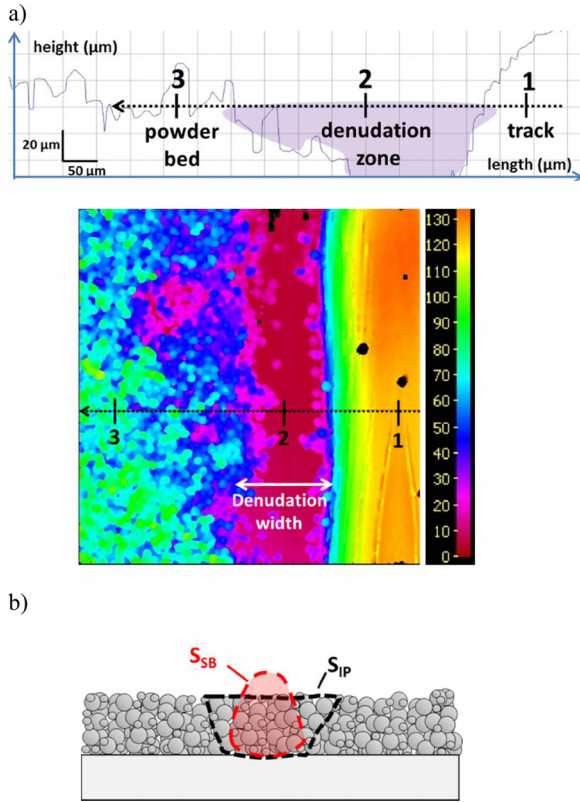 a)
height (µm)
3
2
1
powder
bed
denudation
zone
track
20 µm
50 µm
length (µm)
130
120
110
100
90
80
70
60
50
40
30
20
10
0
3
2
1
Denudation
width
b)
S_SB
S_IP